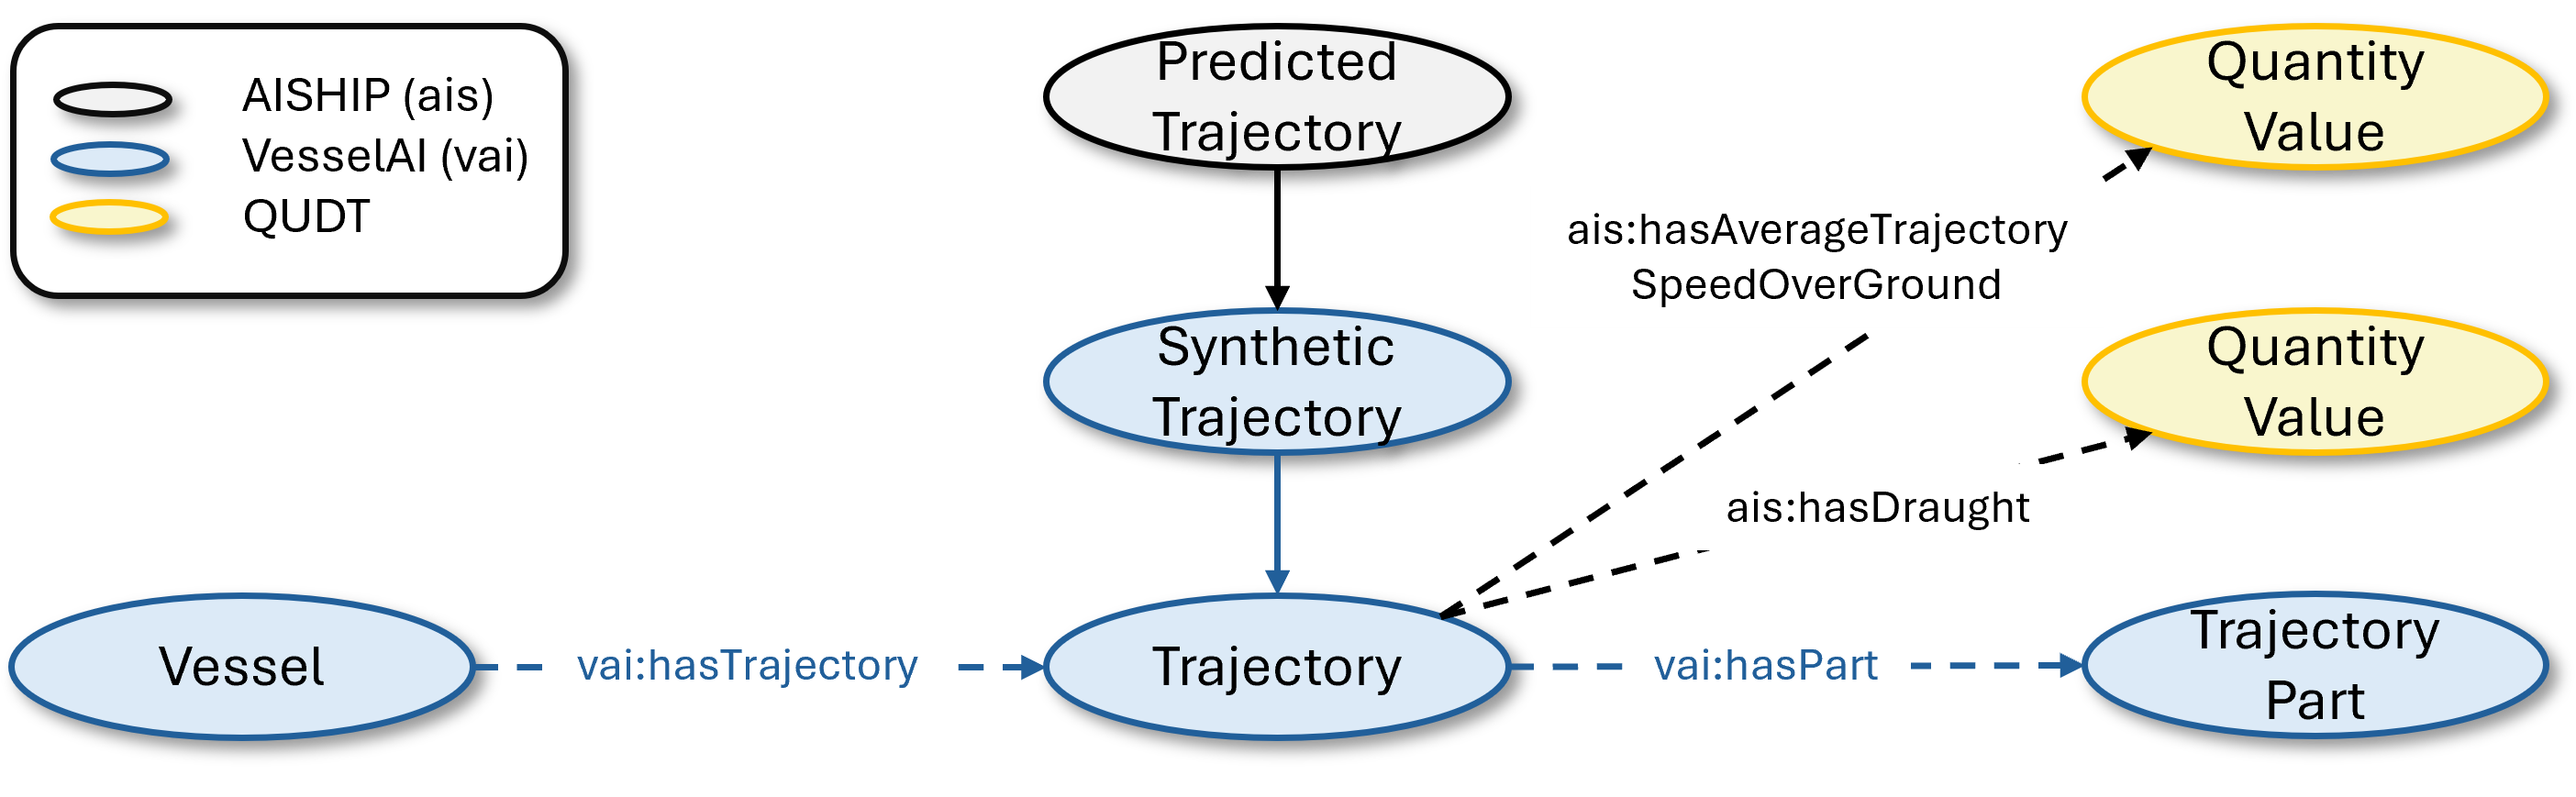 AISHIP (ais)
VesselAI (vai)
QUDT
Predicted
Trajectory
Quantity
Value
ais:hasAverageTrajectory
SpeedOverGround
Synthetic
Trajectory
Quantity
Value
ais:hasDraught
Vessel
vai:hasTrajectory
Trajectory
vai:hasPart
Trajectory
Part